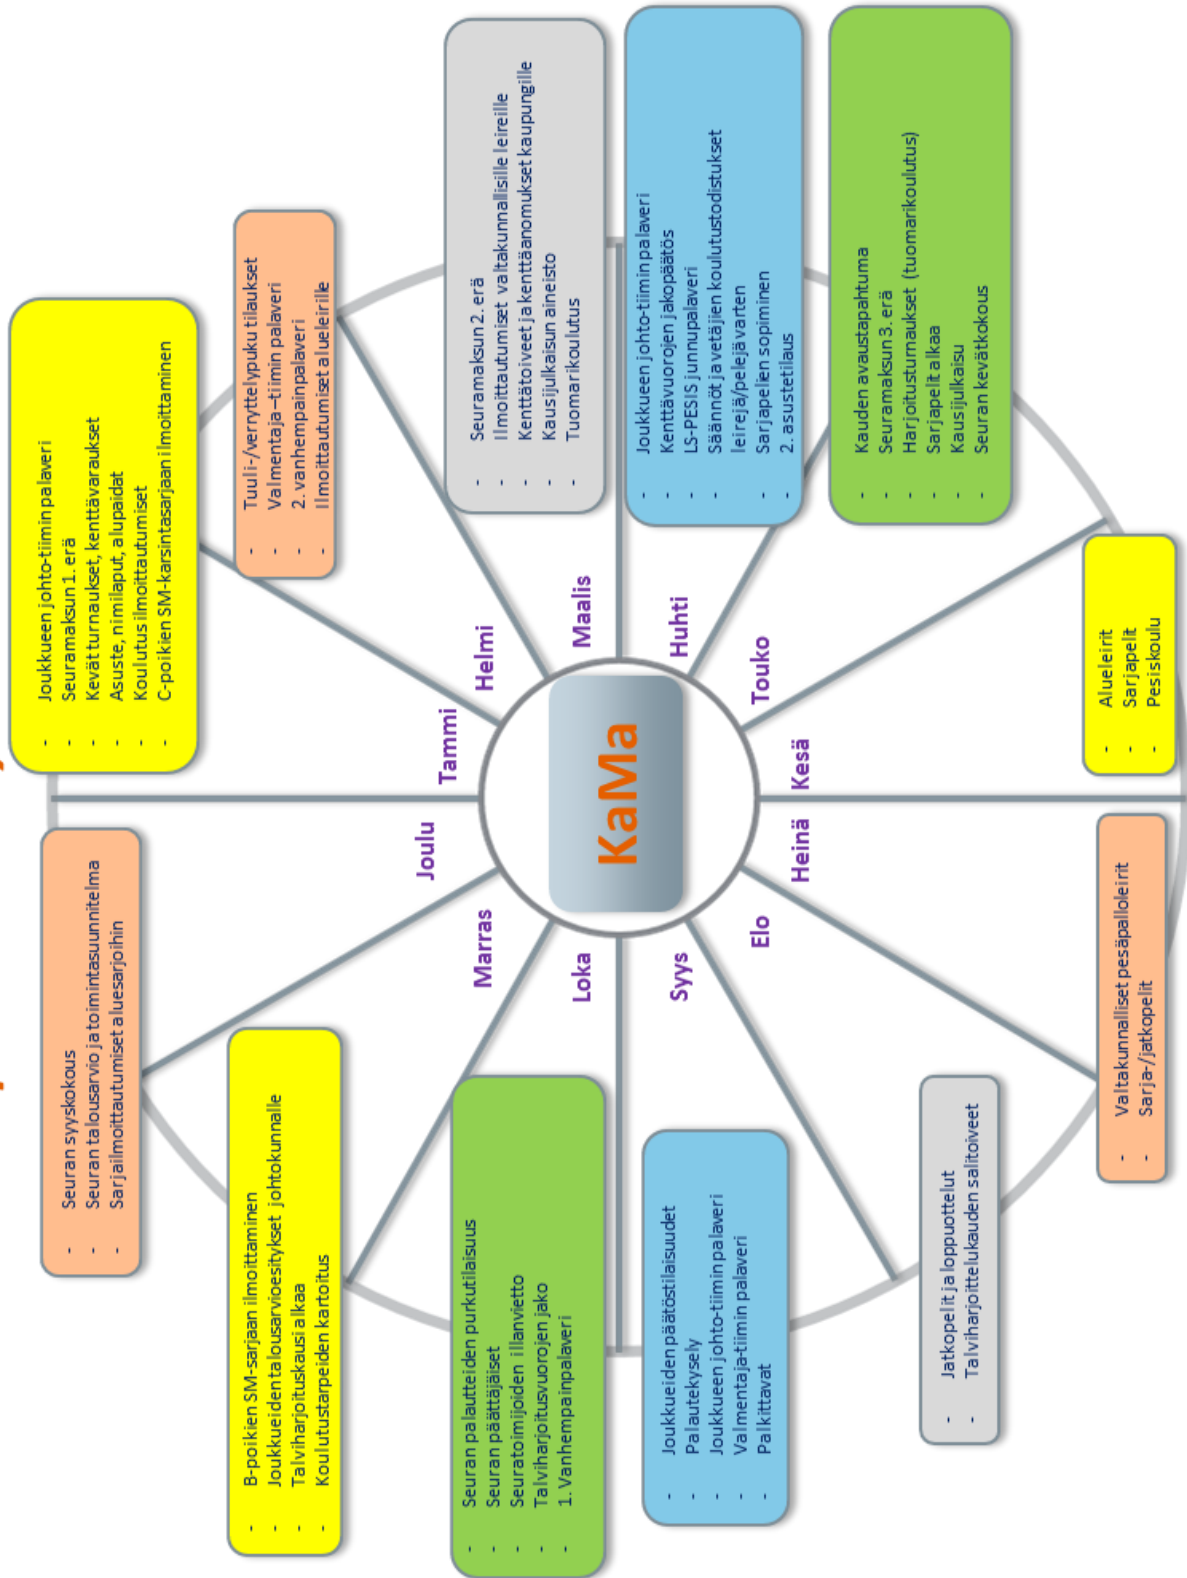 KaMa
Tammi
Helmi
Maalis
Huhti
Touko
Kesä
Heinä
Elo
Syys
Loka
Marras
Joulu
- Joukkueen johto-tiimin palaveri
- Seuramaksun 1. erä
- Kevätturnaukset, kenttävaraukset
- Asuste, nimilaput, alupaidat
- Koulutus ilmoittautumiset
- C-poikien SM-karsintasarjaan ilmoittaminen
- Tuuli-/verryttelypuku tilaukset
- Valmentaja–tiimin palaveri
- 2. vanhempainpalaveri
- Ilmoittautumiset alueleirille
- Seuramaksun 2. erä
- Ilmoittautumiset valtakunnallisille leireille
- Kenttätoiveet ja kenttäanomukset kaupungille
- Kausijulkaisun aineisto
- Tuomarikoulutus
- Joukkueen johto-tiimin palaveri
- Kenttävuorojen jakopäätös
- LS-PESIS junnupalaveri
- Säännöt ja vetäjien koulutustodistukset
leirejä/pelejä varten
- Sarjapelien sopiminen
- 2. asustetilaus
- Kauden avaustapahtuma
- Seuramaksun 3. erä
- Harjoitusturnaukset (tuomarikoulutus)
- Sarjapelit alkaa
- Kausijulkaisu
- Seuran kevätkokous
- Alueleirit
- Sarjapelit
- Pesiskoulu
- Valtakunnalliset pesäpalloleirit
- Sarja-/jatkopelit
- Jatkopelit ja loppuottelut
- Talviharjoittelukauden salitoiveet
- Joukkueiden päätöstilaisuudet
- Palautekysely
- Joukkueen johto-tiimin palaveri
- Valmentaja-tiimin palaveri
- Palkittavat
- Seuran palautteiden purkutilaisuus
- Seuran päättäjäiset
- Seuratoimijoiden illanvietto
- Talviharjoitusvuorojen jako
- 1. Vanhempainpalaveri
- B-poikien SM-sarjaan ilmoittaminen
- Joukkueiden talousarvioesitykset johtokunnalle
- Talviharjoituskausi alkaa
- Koulutustarpeiden kartoitus
- Seuran syyskokous
- Seuran talousarvio ja toimintasuunnitelma
- Sarjailmoittautumiset aluesarjoihin